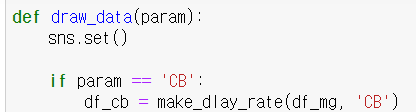 def draw_data(param):
    sns.set()
    if param == 'CB':
        df_cb = make_dlay_rate(df_mg, 'CB')